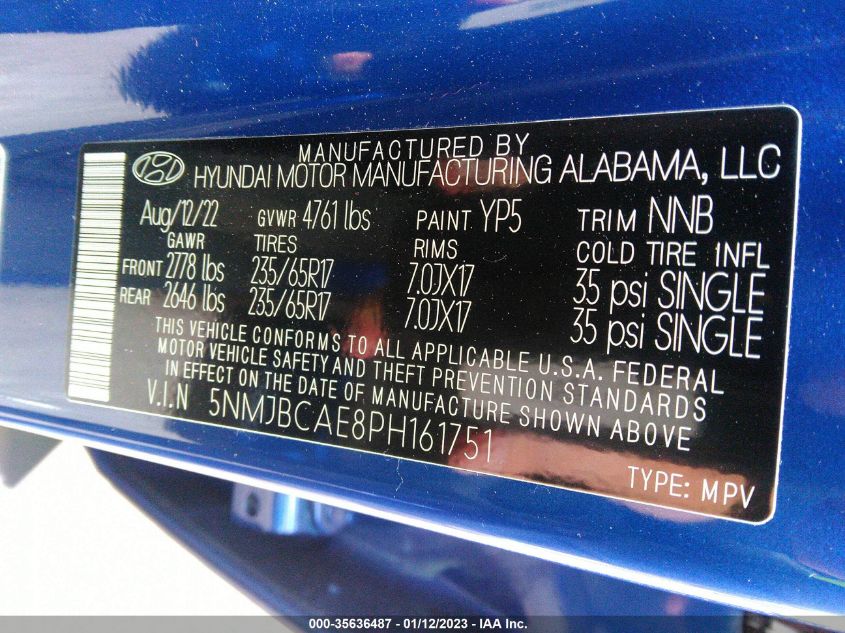 MANUFACTURED BY
HYUNDAI MOTOR MANUFACTURING ALABAMA, LLC
Aug/12/22 GVWR 4761 lbs PAINT YP5 TRIM NNB
GAWR TIRES RIMS COLD TIRE INFL
FRONT 2778 lbs 235/65R17 7.0JX17 35 psi SINGLE
REAR 2646 lbs 235/65R17 7.0JX17 35 psi SINGLE
THIS VEHICLE CONFORMS TO ALL APPLICABLE U.S.A. FEDERAL
MOTOR VEHICLE SAFETY AND THEFT PREVENTION STANDARDS
IN EFFECT ON THE DATE OF MANUFACTURE SHOWN ABOVE
V.I.N 5NMJBCAE8PH161751
TYPE: MPV
000-35636487 - 01/12/2023 - IAA Inc.